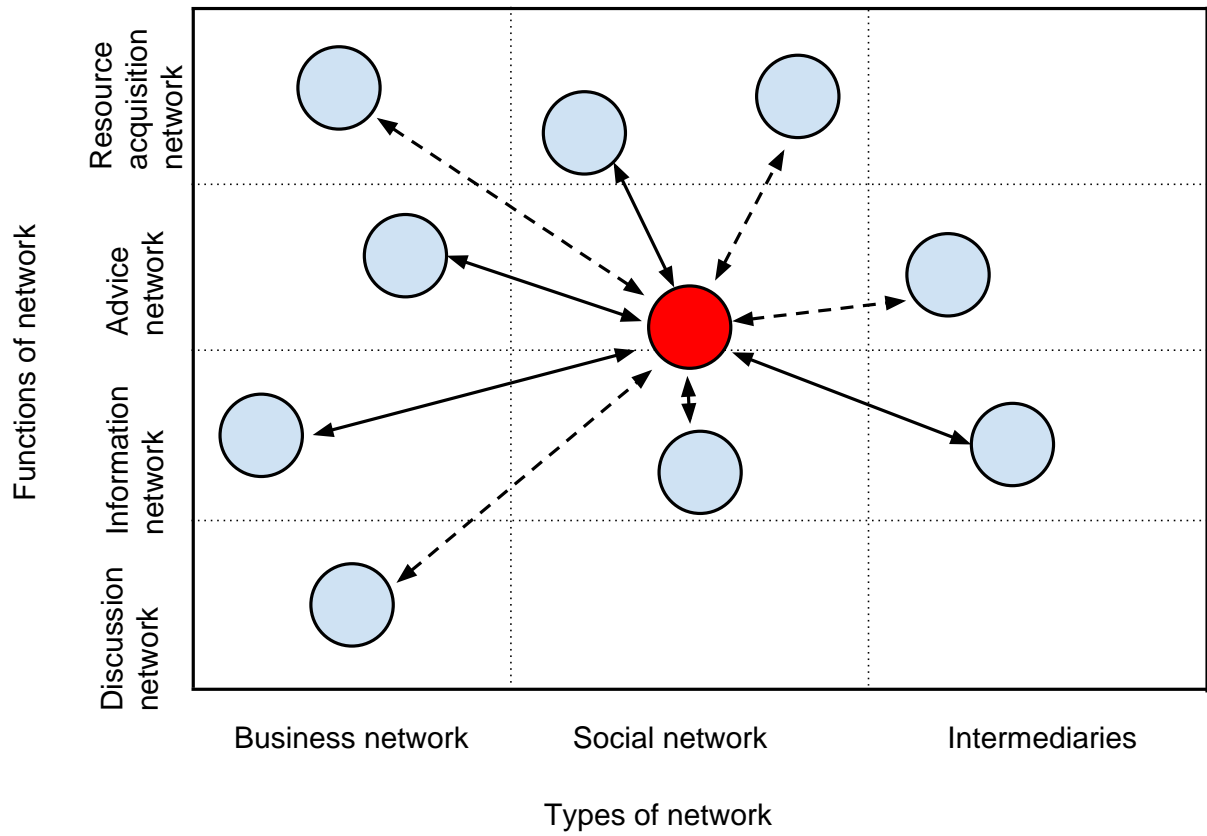 Functions of network
Resource
acquisition
network
Advice
network
Information
network
Discussion
network
Business network
Social network
Intermediaries
Types of network